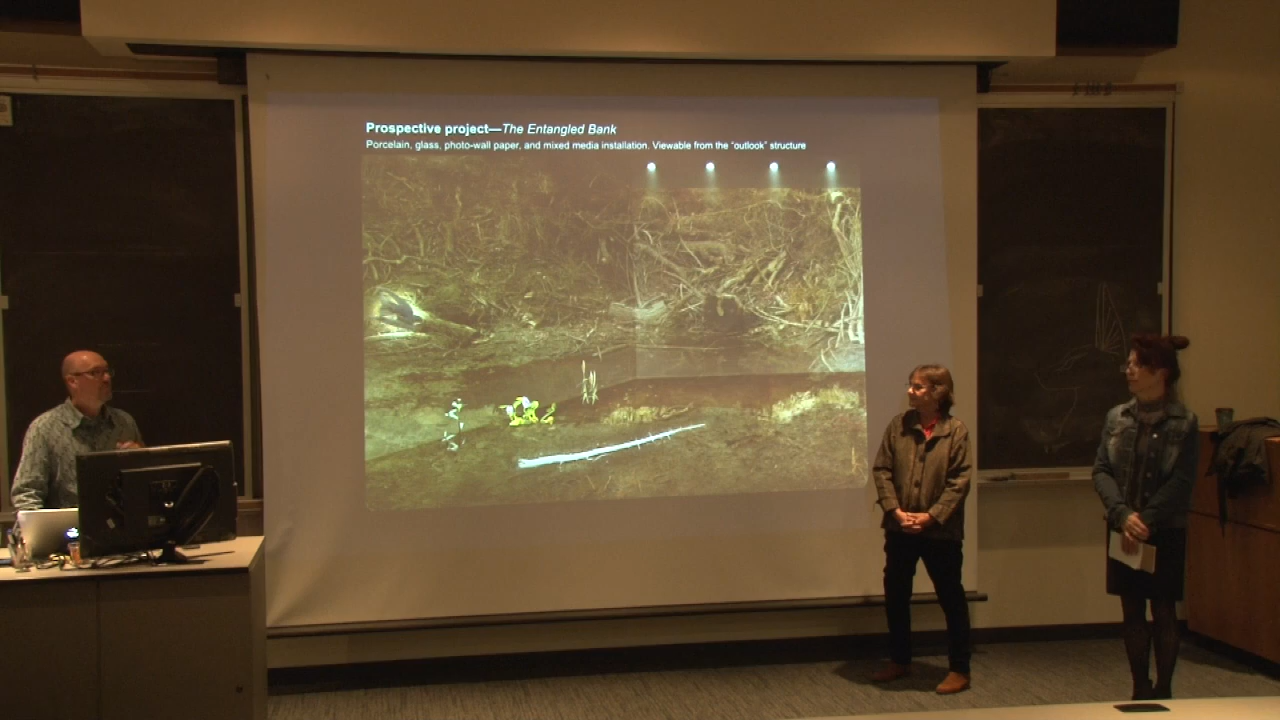 Prospective project—The Entangled Bank
Porcelain, glass, photo-wall paper, and mixed media installation. Viewable from the “outlook” structure